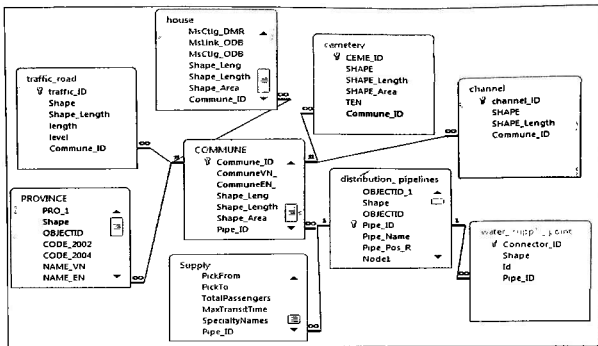 house
MsCtlg_DMR
MsLink_ODB
MsCtlg_ODB
Shape_Leng
Shape_Length
Shape_Area
Commune_ID
cemetery
CEME_ID
SHAPE
SHAPE_Length
SHAPE_Area
TEN
Commune_ID
traffic_road
traffic_ID
Shape
Shape_Length
length
level
Commune_ID
channel
channel_ID
SHAPE
SHAPE_Length
Commune_ID
COMMUNE
Commune_ID
CommuneVN_
CommuneEN_
Shape_Leng
Shape_Length
Shape_Area
Pipe_ID
distribution_pipelines
OBJECTID_1
Shape
OBJECTID
Pipe_ID
Pipe_Name
Pipe_Pos_R
Node1
PROVINCE
PRO_1
Shape
OBJECTID
CODE_2002
CODE_2004
NAME_VN
NAME_EN
Connector_ID
Shape
Id
Pipe_ID
Supply
PickFrom
PickTo
TotalPassengers
MaxTransitTime
SpecialtyNames
Pipe_ID
1
1
∞
∞
∞
∞
∞
∞
∞